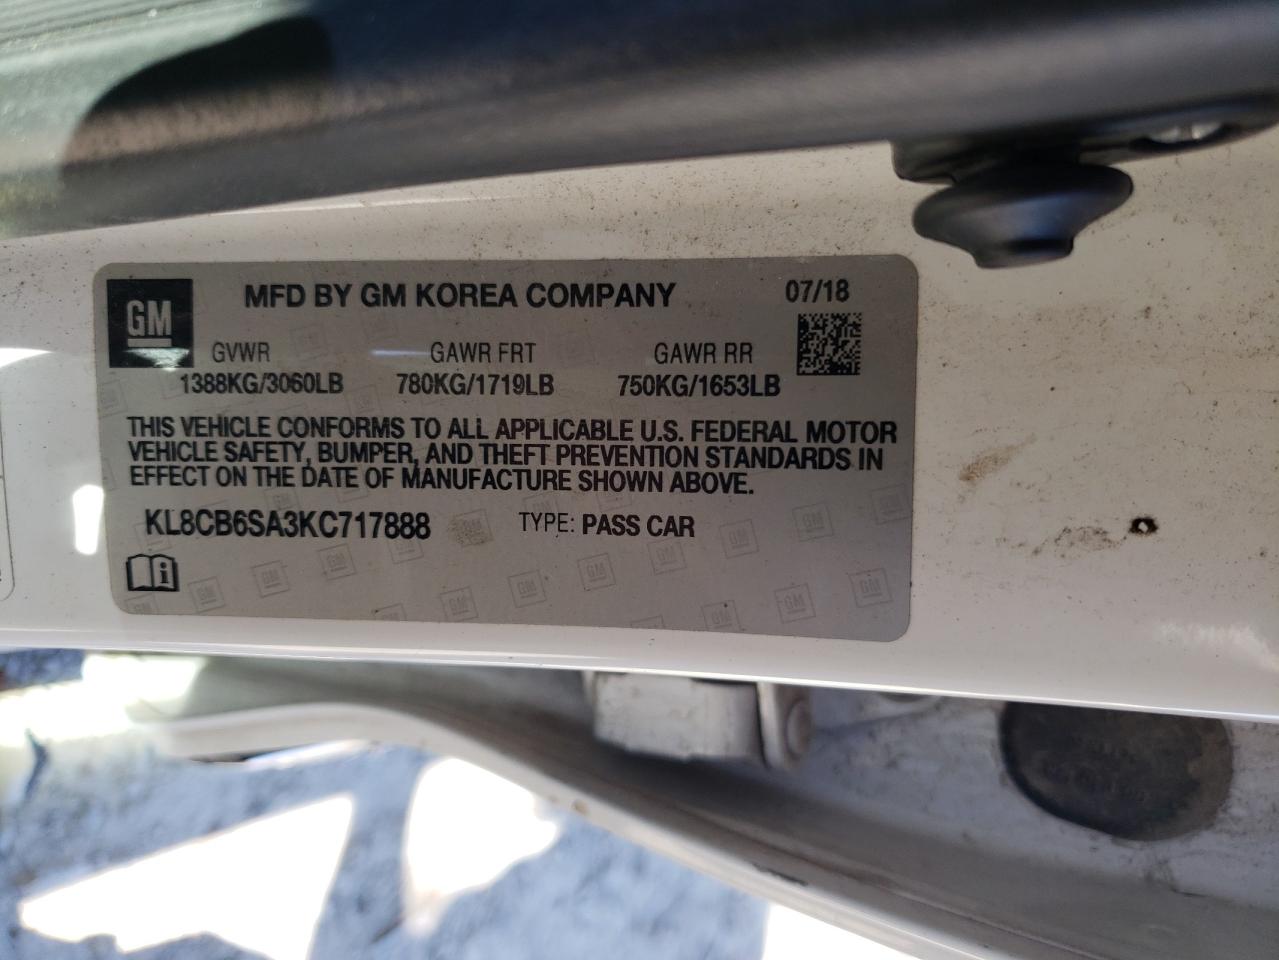 GM
MFD BY GM KOREA COMPANY 07/18
GVWR GAWR FRT GAWR RR
1388KG/3060LB 780KG/1719LB 750KG/1653LB
THIS VEHICLE CONFORMS TO ALL APPLICABLE U.S. FEDERAL MOTOR
VEHICLE SAFETY, BUMPER, AND THEFT PREVENTION STANDARDS IN
EFFECT ON THE DATE OF MANUFACTURE SHOWN ABOVE.
KL8CB6SA3KC717888 TYPE: PASS CAR